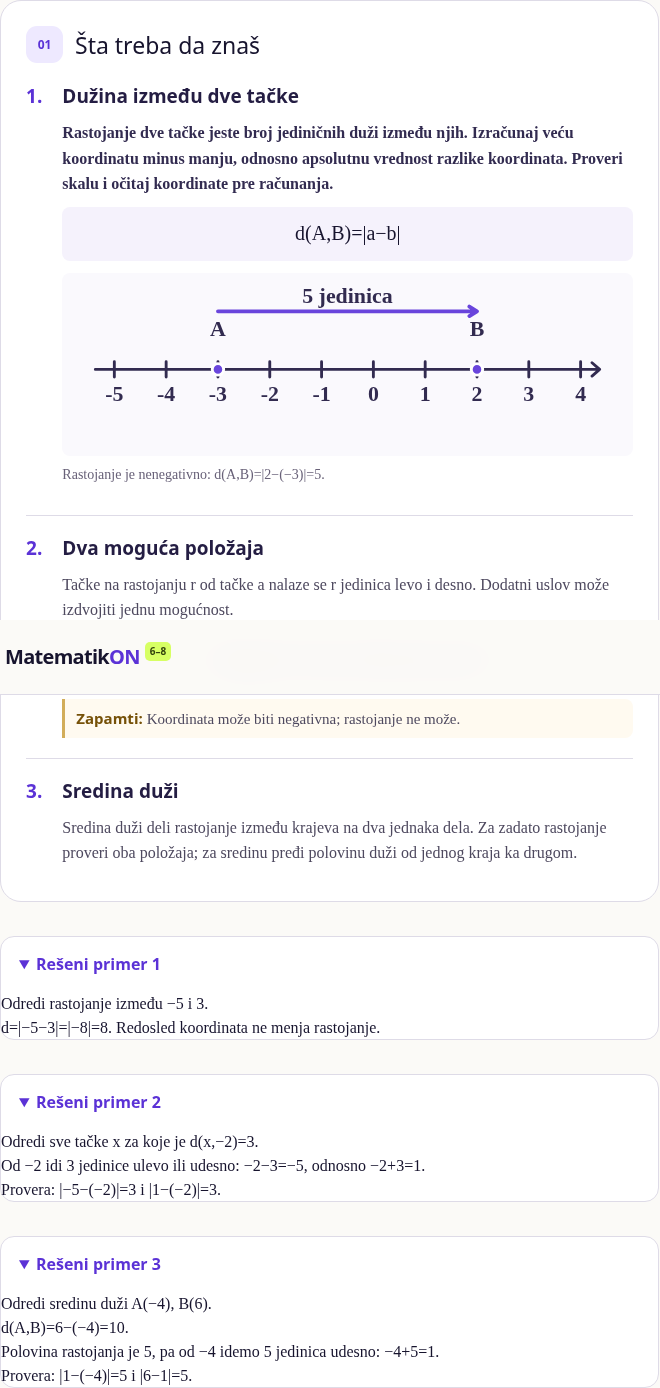 01 Šta treba da znaš
1. Dužina između dve tačke
Rastojanje dve tačke jeste broj jediničnih duži između njih. Izračunaj veću
koordinatu minus manju, odnosno apsolutnu vrednost razlike koordinata. Proveri
skalu i očitaj koordinate pre računanja.
d(A,B)=|a−b|
5 jedinica
A B
-5 -4 -3 -2 -1 0 1 2 3 4
Rastojanje je nenegativno: d(A,B)=|2−(−3)|=5.
2. Dva moguća položaja
Tačke na rastojanju r od tačke a nalaze se r jedinica levo i desno. Dodatni uslov može
izdvojiti jednu mogućnost.
MatematikON 6–8
Zapamti: Koordinata može biti negativna; rastojanje ne može.
3. Sredina duži
Sredina duži deli rastojanje između krajeva na dva jednaka dela. Za zadato rastojanje
proveri oba položaja; za sredinu pređi polovinu duži od jednog kraja ka drugom.
▼ Rešeni primer 1
Odredi rastojanje između −5 i 3.
d=|−5−3|=|−8|=8. Redosled koordinata ne menja rastojanje.
▼ Rešeni primer 2
Odredi sve tačke x za koje je d(x,−2)=3.
Od −2 idi 3 jedinice ulevo ili udesno: −2−3=−5, odnosno −2+3=1.
Provera: |−5−(−2)|=3 i |1−(−2)|=3.
▼ Rešeni primer 3
Odredi sredinu duži A(−4), B(6).
d(A,B)=6−(−4)=10.
Polovina rastojanja je 5, pa od −4 idemo 5 jedinica udesno: −4+5=1.
Provera: |1−(−4)|=5 i |6−1|=5.